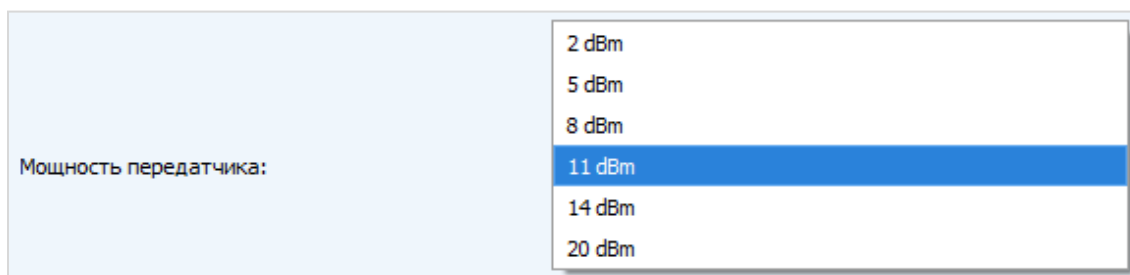 2 dBm
5 dBm
8 dBm
Мощность передатчика:
11 dBm
14 dBm
20 dBm